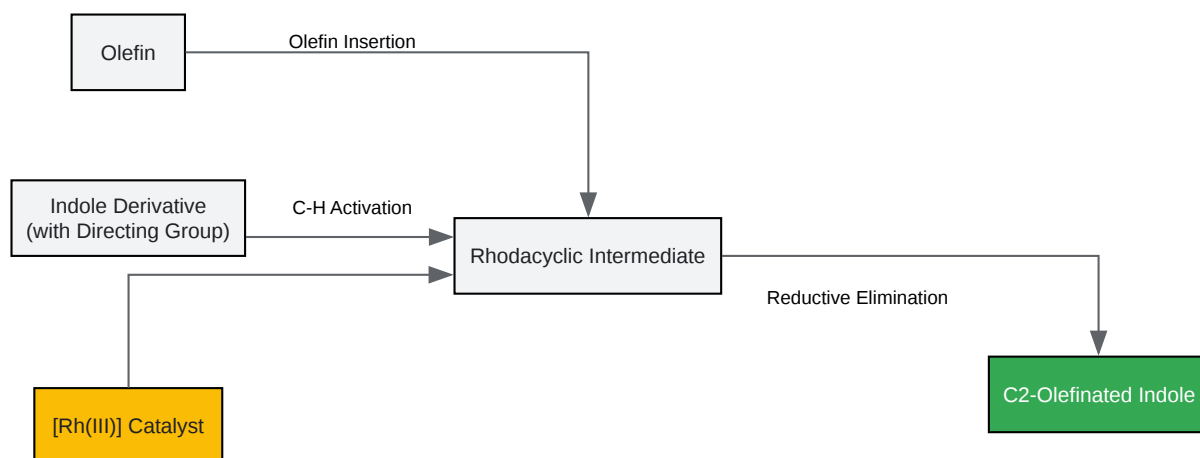 Olefin
Olefin Insertion
Indole Derivative
(with Directing Group)
C-H Activation
Rhodacyclic Intermediate
Reductive Elimination
[Rh(III)] Catalyst
C2-Olefinated Indole